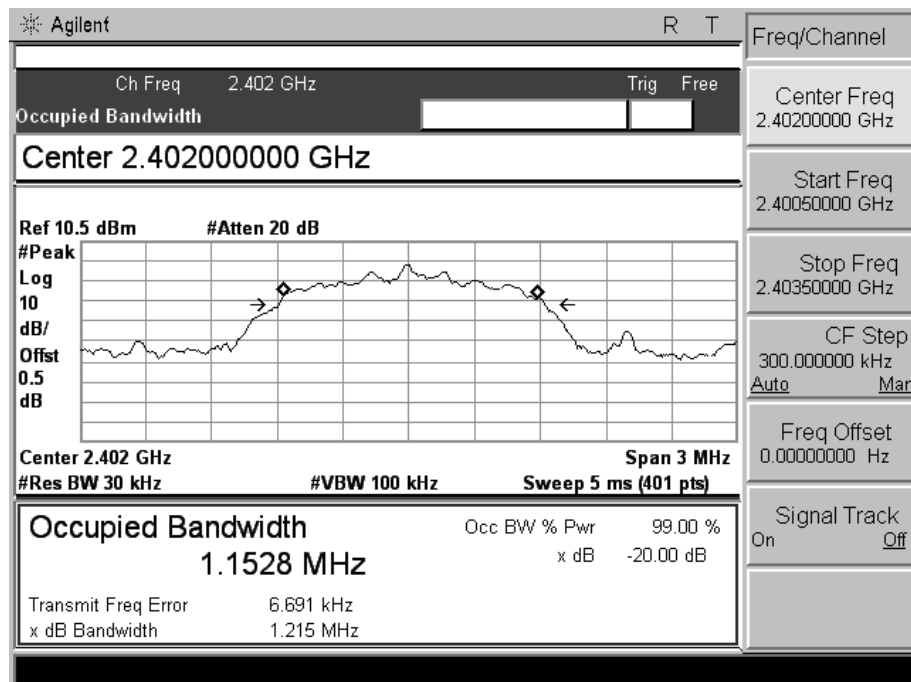 Agilent R T
Freq/Channel
Ch Freq 2.402 GHz Trig Free
Occupied Bandwidth
Center 2.402000000 GHz
Ref 10.5 dBm #Atten 20 dB
#Peak
Log
10
dB/
Offst
0.5
dB
Center 2.402 GHz Span 3 MHz
#Res BW 30 kHz #VBW 100 kHz Sweep 5 ms (401 pts)
Occupied Bandwidth
1.1528 MHz
Occ BW % Pwr 99.00 %
x dB -20.00 dB
Transmit Freq Error 6.691 kHz
x dB Bandwidth 1.215 MHz
Center Freq
2.40200000 GHz
Start Freq
2.40050000 GHz
Stop Freq
2.40350000 GHz
CF Step
300.000000 kHz
Auto Man
Freq Offset
0.00000000 Hz
Signal Track
On Off